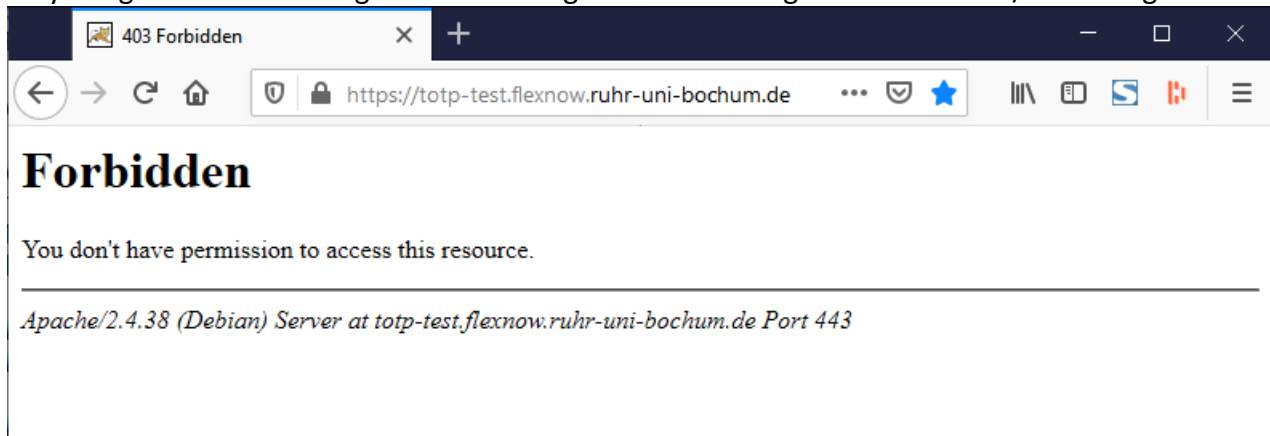 403 Forbidden
https://totp-test.flexnow.ruhr-uni-bochum.de
Forbidden
You don't have permission to access this resource.
Apache/2.4.38 (Debian) Server at totp-test.flexnow.ruhr-uni-bochum.de Port 443